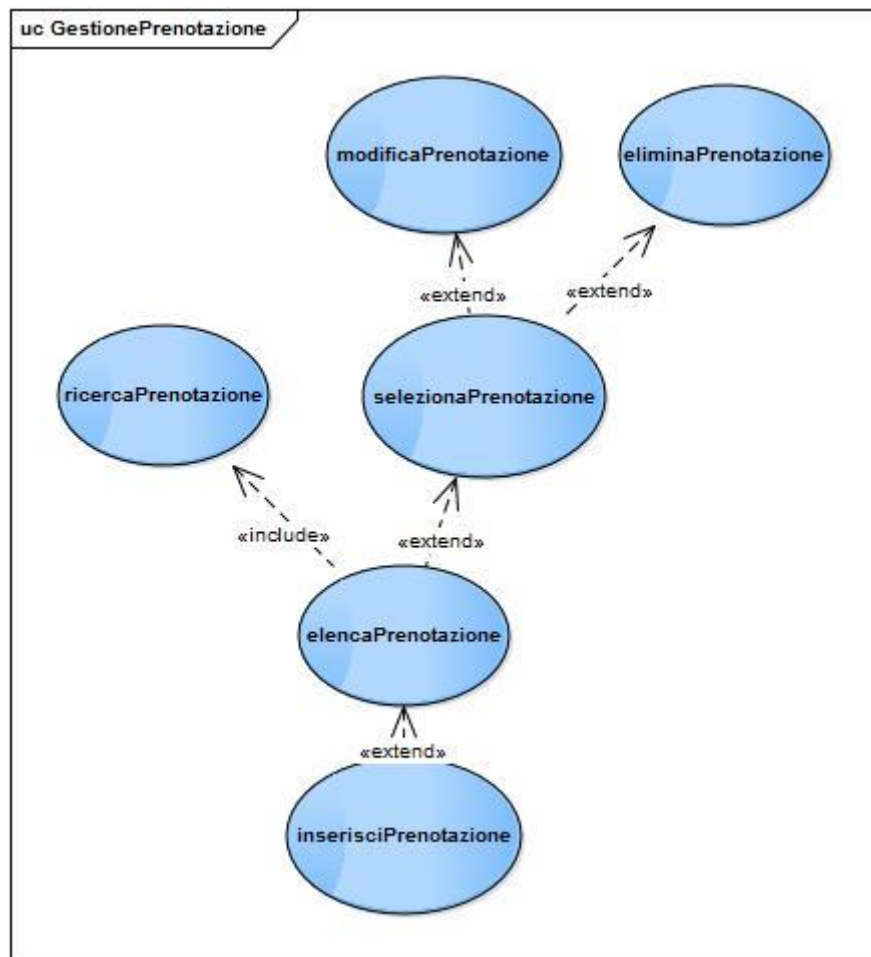 uc GestionePrenotazione
modificaPrenotazione
eliminaPrenotazione
«extend»
«extend»
ricercaPrenotazione
selezionaPrenotazione
«include»
«extend»
elencaPrenotazione
«extend»
inserisciPrenotazione